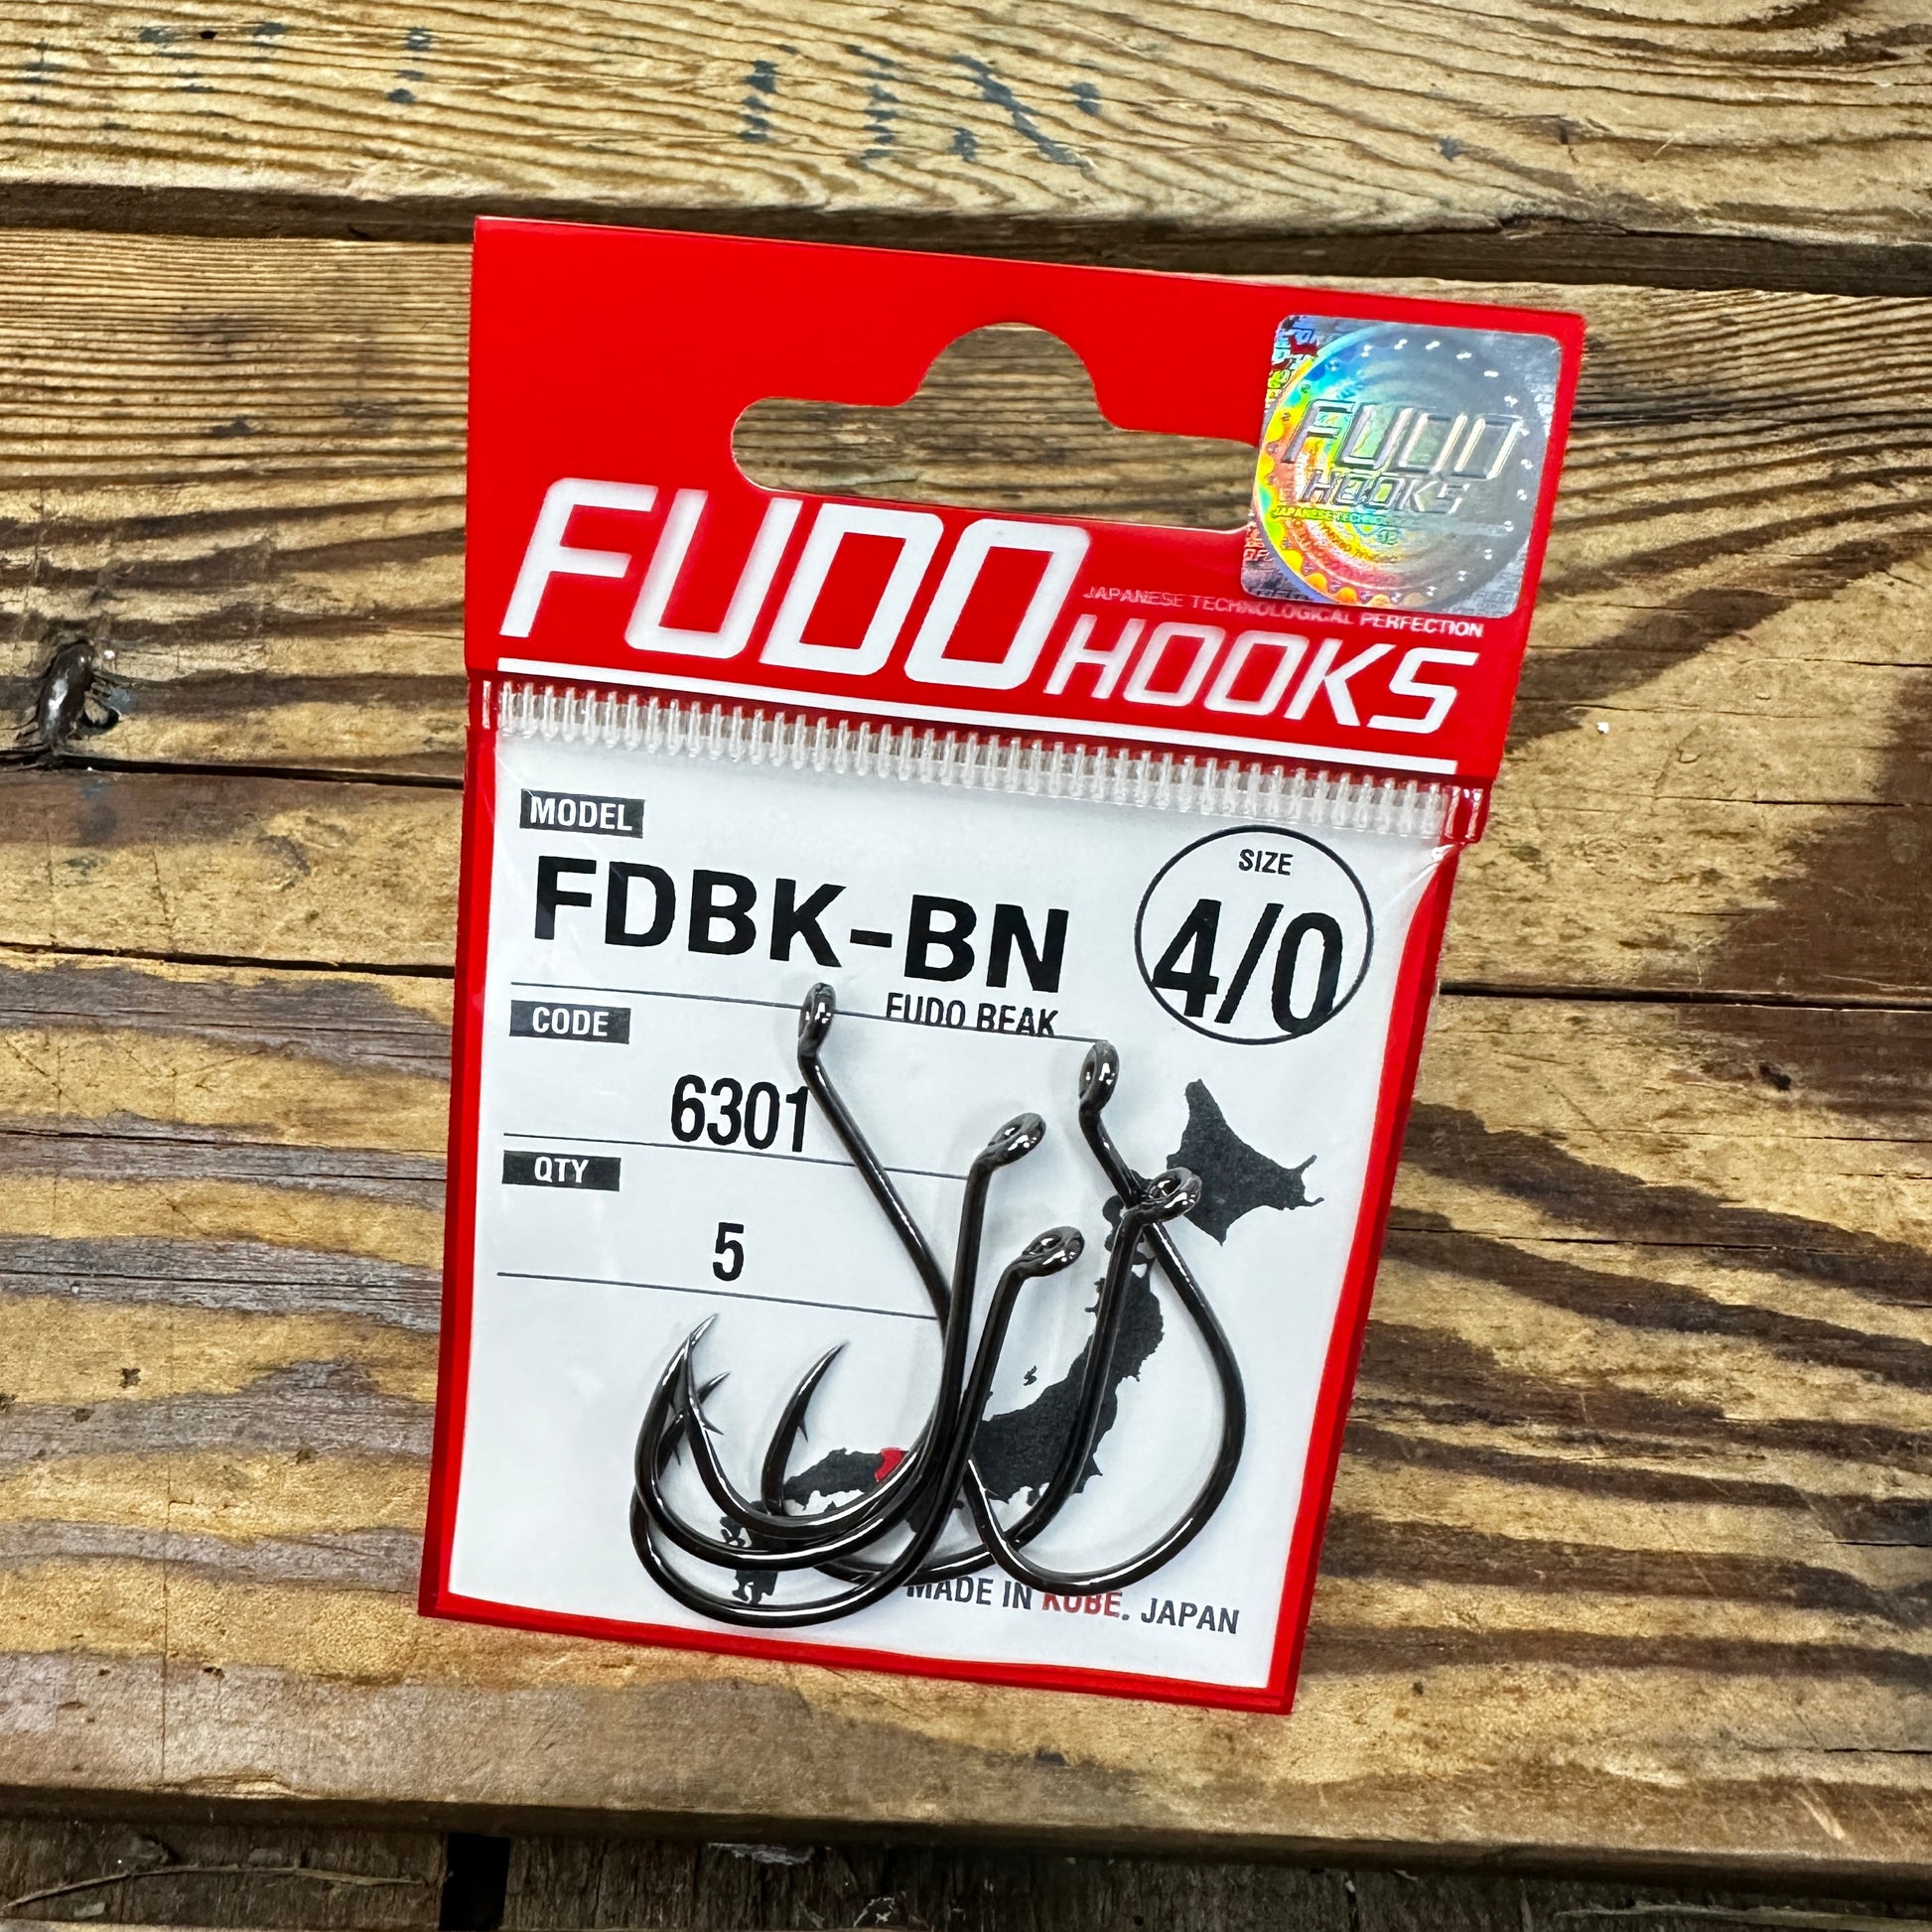 FUDO
HOOKS
JAPANESE TECHNOLOGICAL PERFECTION
FUDO HOOKS
MODEL
FDBK-BN
SIZE
4/0
FUDO BEAK
CODE
6301
QTY
5
MADE IN KOBE. JAPAN